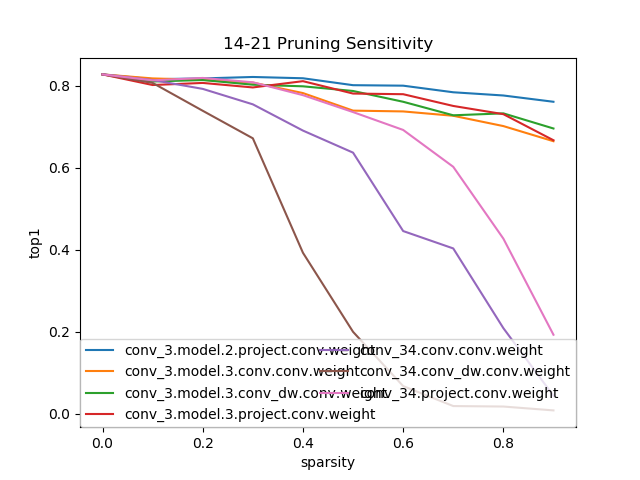 14-21 Pruning Sensitivity
top1
0.8
0.6
0.4
0.2
0.0
conv_3.model.2.project.conv.weight
conv_3.model.3.conv.conv.weight
conv_3.model.3.conv_dw.conv.weight
conv_3.model.3.project.conv.weight
conv_34.conv.conv.weight
conv_34.conv_dw.conv.weight
conv_34.project.conv.weight
0.0 0.2 0.4 0.6 0.8
sparsity